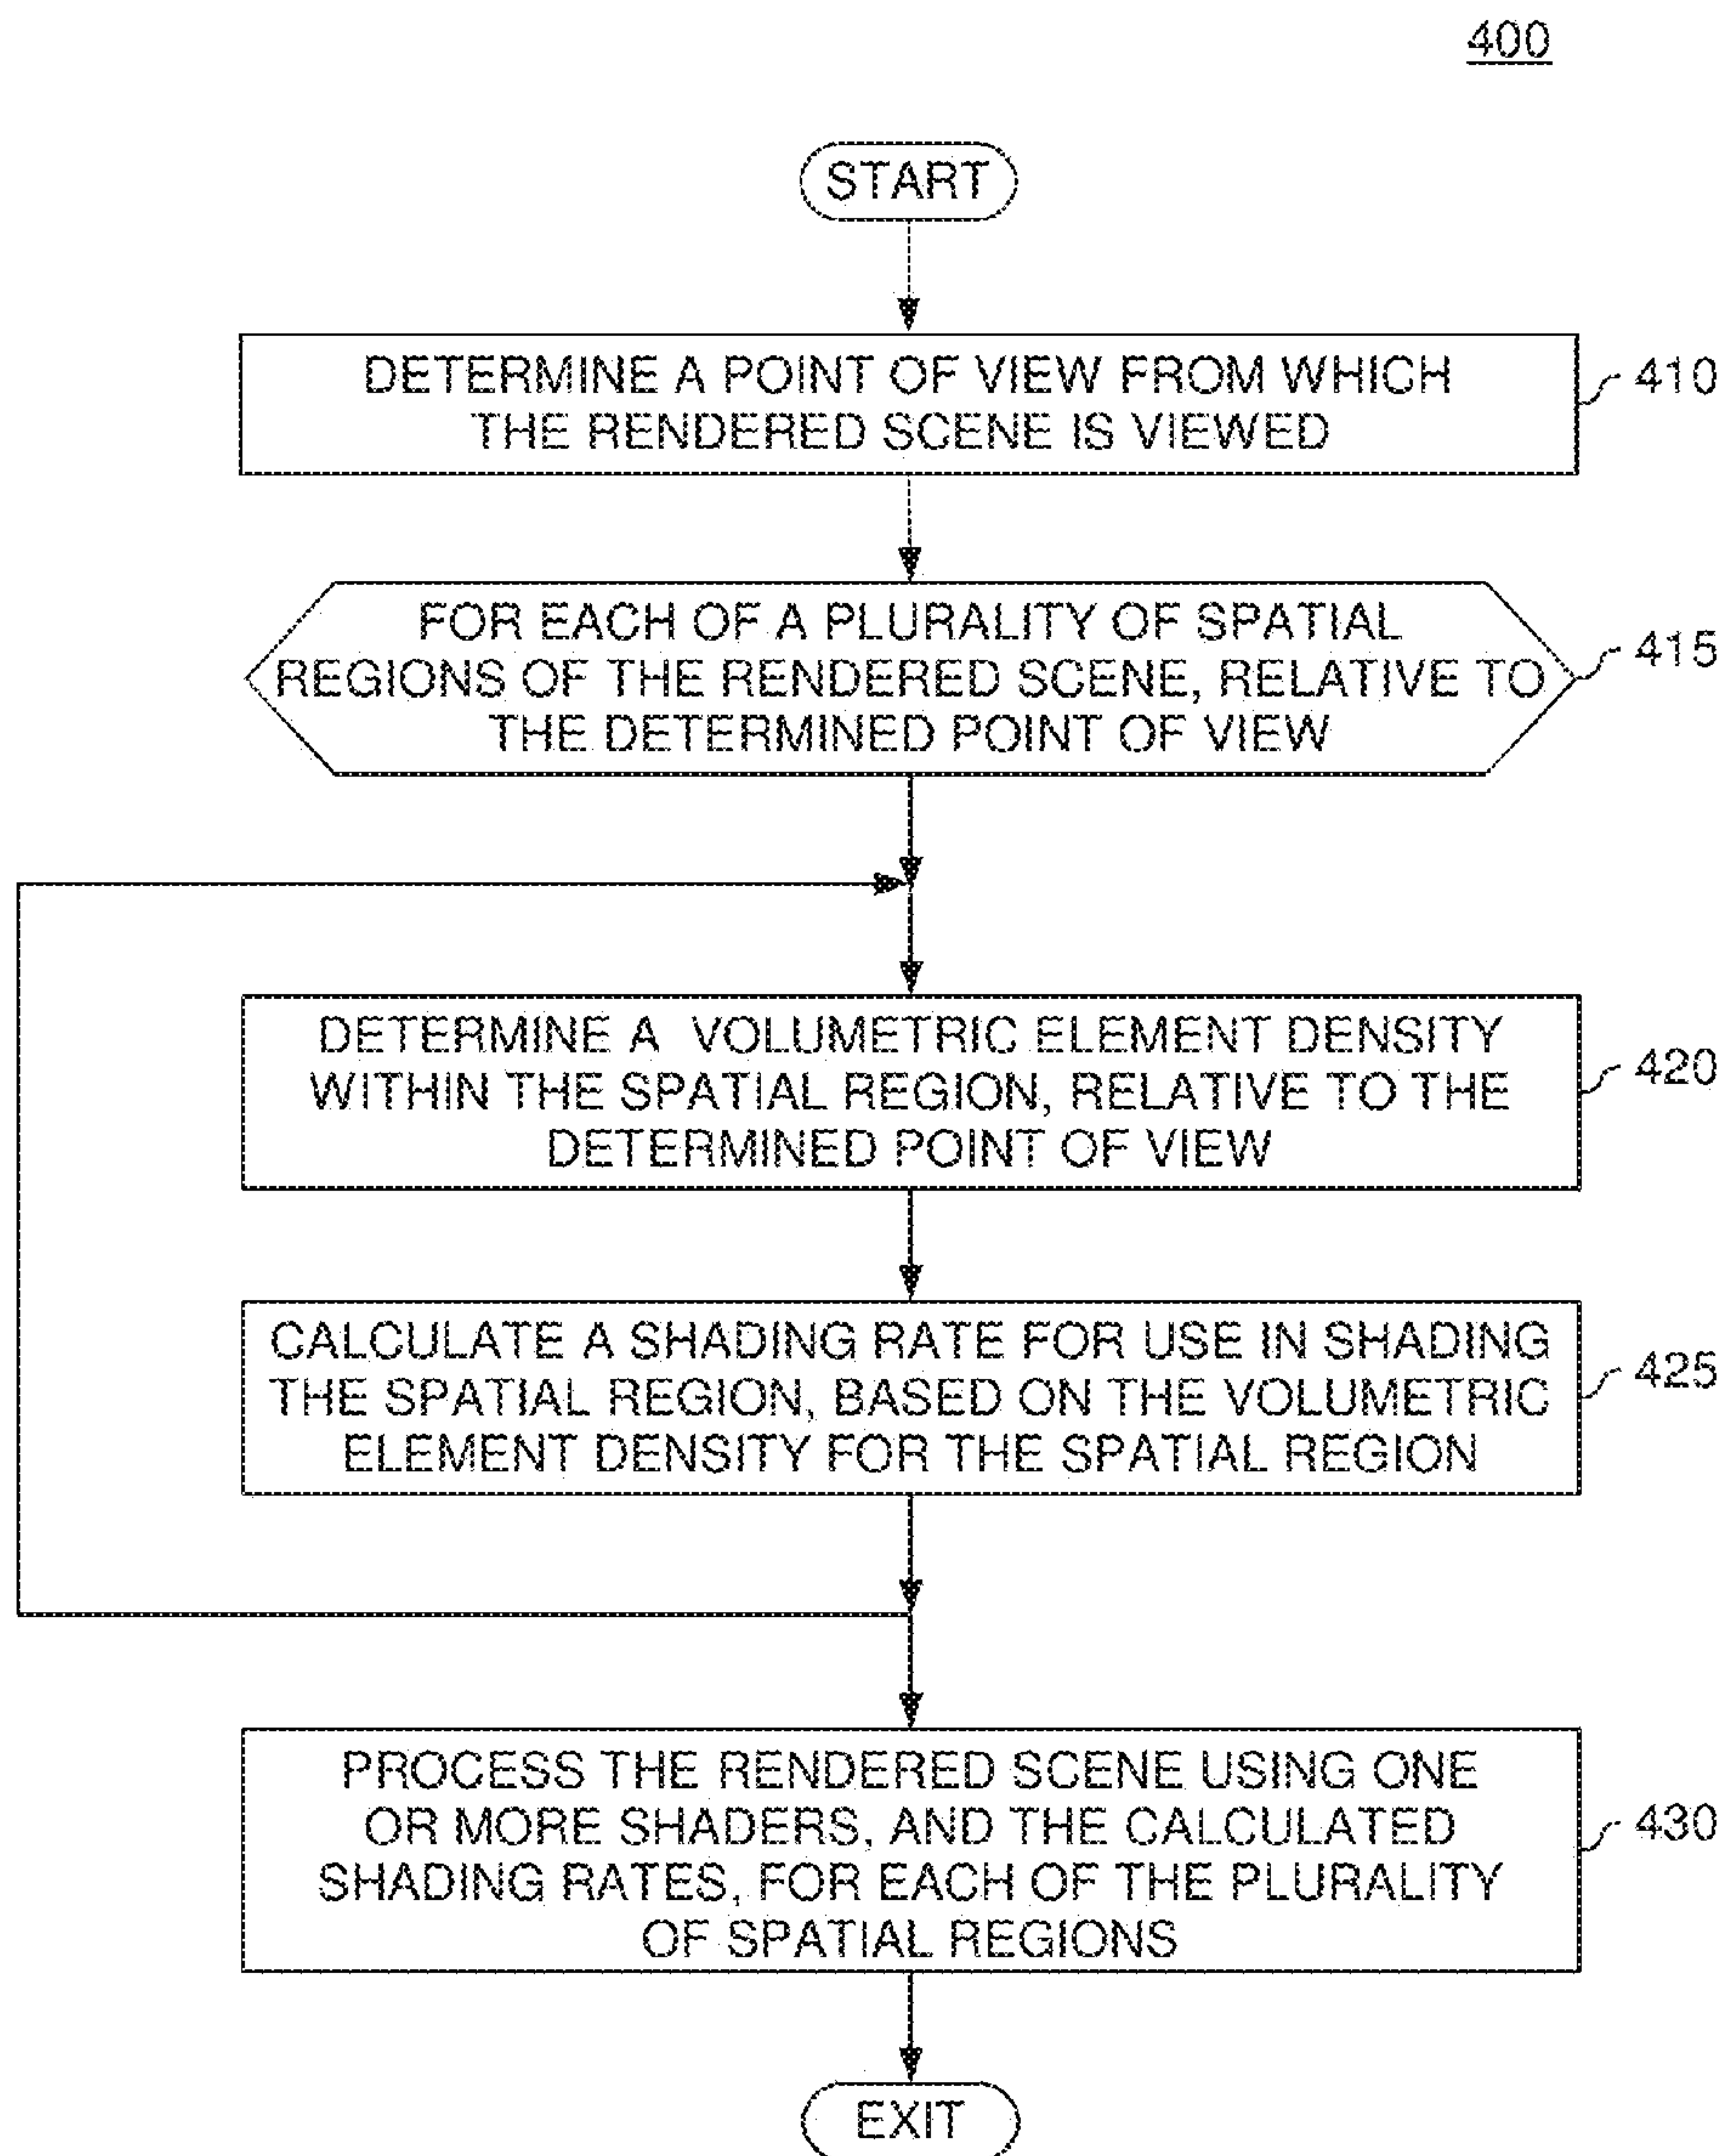 400
START
DETERMINE A POINT OF VIEW FROM WHICH
THE RENDERED SCENE IS VIEWED
410
FOR EACH OF A PLURALITY OF SPATIAL
REGIONS OF THE RENDERED SCENE, RELATIVE TO
THE DETERMINED POINT OF VIEW
415
DETERMINE A VOLUMETRIC ELEMENT DENSITY
WITHIN THE SPATIAL REGION, RELATIVE TO THE
DETERMINED POINT OF VIEW
420
CALCULATE A SHADING RATE FOR USE IN SHADING
THE SPATIAL REGION, BASED ON THE VOLUMETRIC
ELEMENT DENSITY FOR THE SPATIAL REGION
425
PROCESS THE RENDERED SCENE USING ONE
OR MORE SHADERS, AND THE CALCULATED
SHADING RATES, FOR EACH OF THE PLURALITY
OF SPATIAL REGIONS
430
EXIT